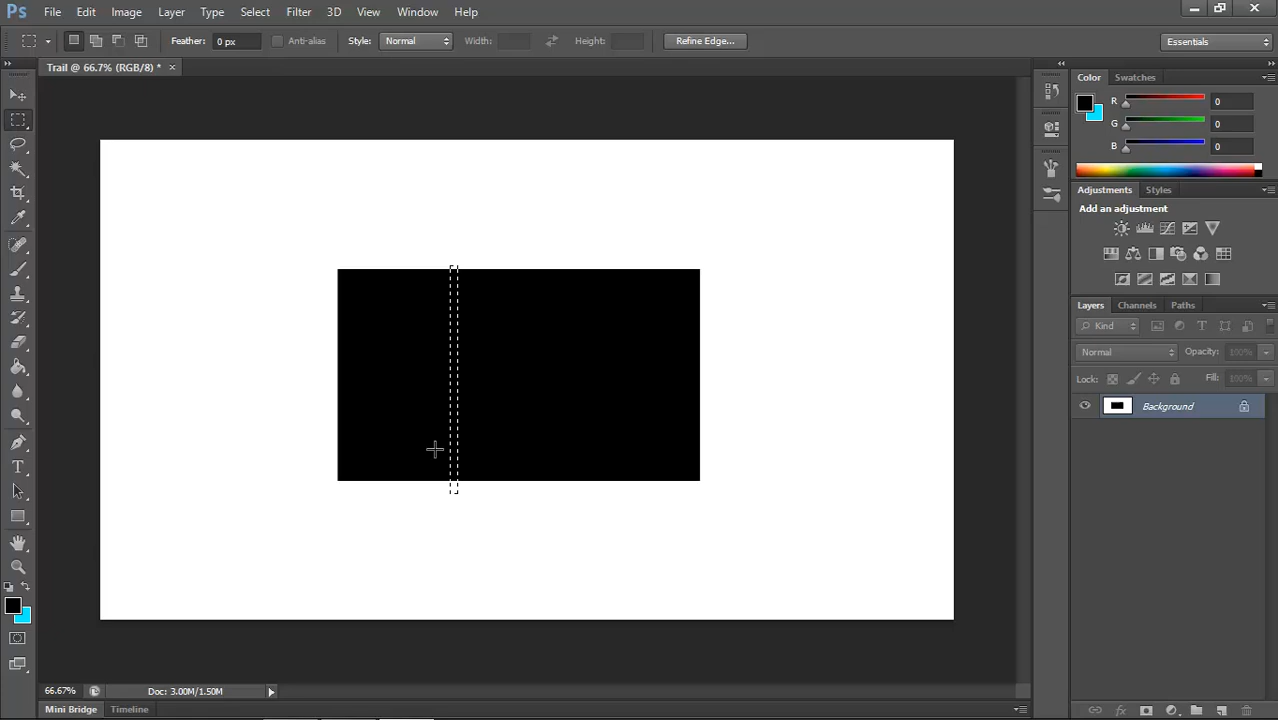 Ps File Edit Image Layer Type Select Filter 3D View Window Help
Feather: 0 px Anti-alias Style: Normal Width: Height: Refine Edge... Essentials
Trail @ 66.7% (RGB/8) * ×
Color Swatches
R 0
G 0
B 0
Adjustments Styles
Add an adjustment
Layers Channels Paths
Kind
Normal Opacity: 100%
Lock: Fill: 100%
Background
T
66.67% Doc: 3.00M/1.50M
Mini Bridge Timeline
fx